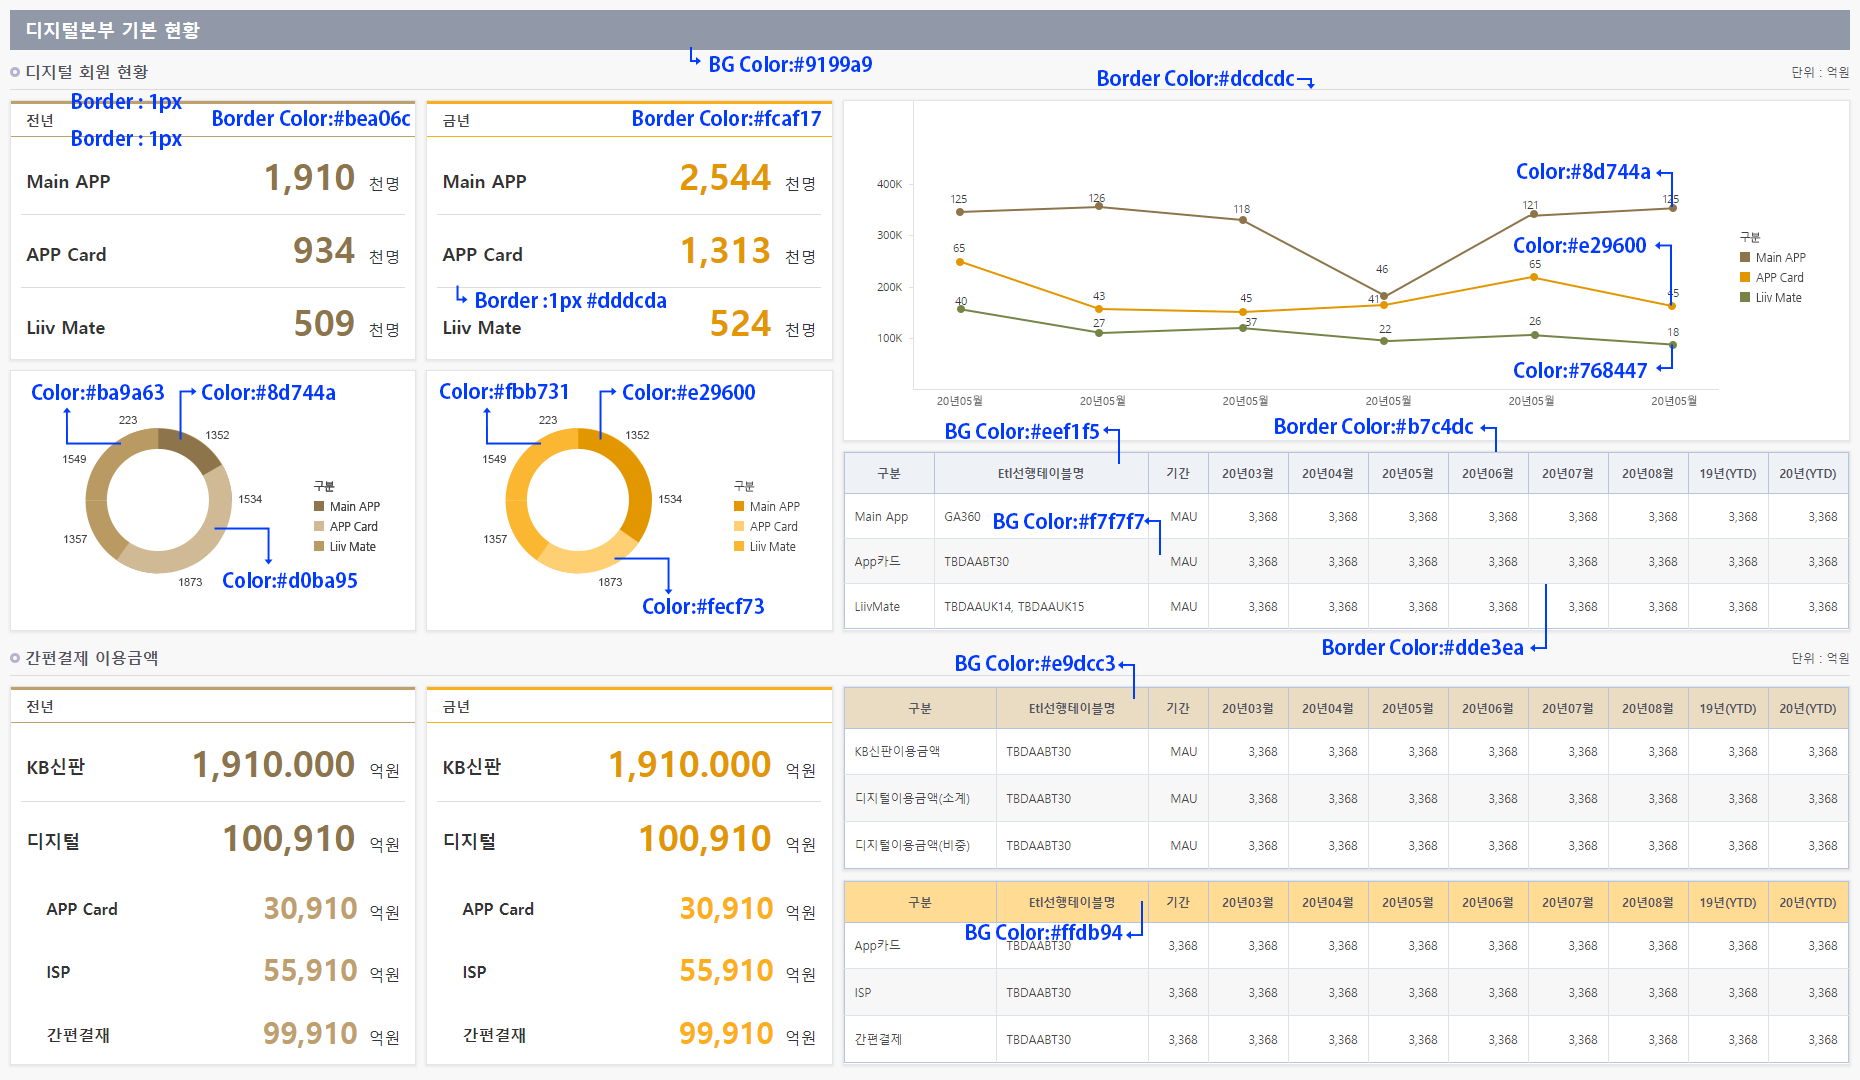 디지털본부 기본 현황
BG Color:#9199a9
디지털 회원 현황
Border Color:#dcdcdc
단위 : 억원
Border : 1px
전년
Border Color:#bea06c
Border : 1px
Main APP 1,910 천명
APP Card 934 천명
Liiv Mate 509 천명
금년
Border Color:#fcaf17
Main APP 2,544 천명
APP Card 1,313 천명
Border :1px #dddcda
Liiv Mate 524 천명
400K
300K
200K
100K
125 126 118 46 121 125
65 43 45 41 65 45
40 27 37 22 26 18
Color:#8d744a
Color:#e29600
Color:#768447
20년05월 20년05월 20년05월 20년05월 20년05월 20년05월
구분
Main APP
APP Card
Liiv Mate
Color:#ba9a63
Color:#8d744a
223
1352
1549
1534
1357
1873
Color:#d0ba95
구분
Main APP
APP Card
Liiv Mate
Color:#fbb731
Color:#e29600
223
1352
1549
1534
1357
1873
Color:#fecf73
구분
Main APP
APP Card
Liiv Mate
BG Color:#eef1f5
Border Color:#b7c4dc
구분 Etl선행테이블명 기간 20년03월 20년04월 20년05월 20년06월 20년07월 20년08월 19년(YTD) 20년(YTD)
Main App GA360 MAU 3,368 3,368 3,368 3,368 3,368 3,368 3,368 3,368
BG Color:#f7f7f7
App카드 TBDAABT30 MAU 3,368 3,368 3,368 3,368 3,368 3,368 3,368 3,368
LiivMate TBDAAUK14, TBDAAUK15 MAU 3,368 3,368 3,368 3,368 3,368 3,368 3,368 3,368
Border Color:#dde3ea
간편결제 이용금액
단위 : 억원
전년
KB신판 1,910.000 억원
디지털 100,910 억원
APP Card 30,910 억원
ISP 55,910 억원
간편결재 99,910 억원
금년
KB신판 1,910.000 억원
디지털 100,910 억원
APP Card 30,910 억원
ISP 55,910 억원
간편결재 99,910 억원
BG Color:#e9dcc3
구분 Etl선행테이블명 기간 20년03월 20년04월 20년05월 20년06월 20년07월 20년08월 19년(YTD) 20년(YTD)
KB신판이용금액 TBDAABT30 MAU 3,368 3,368 3,368 3,368 3,368 3,368 3,368 3,368
디지털이용금액(소계) TBDAABT30 MAU 3,368 3,368 3,368 3,368 3,368 3,368 3,368 3,368
디지털이용금액(비중) TBDAABT30 MAU 3,368 3,368 3,368 3,368 3,368 3,368 3,368 3,368
구분 Etl선행테이블명 기간 20년03월 20년04월 20년05월 20년06월 20년07월 20년08월 19년(YTD) 20년(YTD)
BG Color:#ffdb94
App카드 TBDAABT30 3,368 3,368 3,368 3,368 3,368 3,368 3,368 3,368 3,368
ISP TBDAABT30 3,368 3,368 3,368 3,368 3,368 3,368 3,368 3,368 3,368
간편결제 TBDAABT30 3,368 3,368 3,368 3,368 3,368 3,368 3,368 3,368 3,368